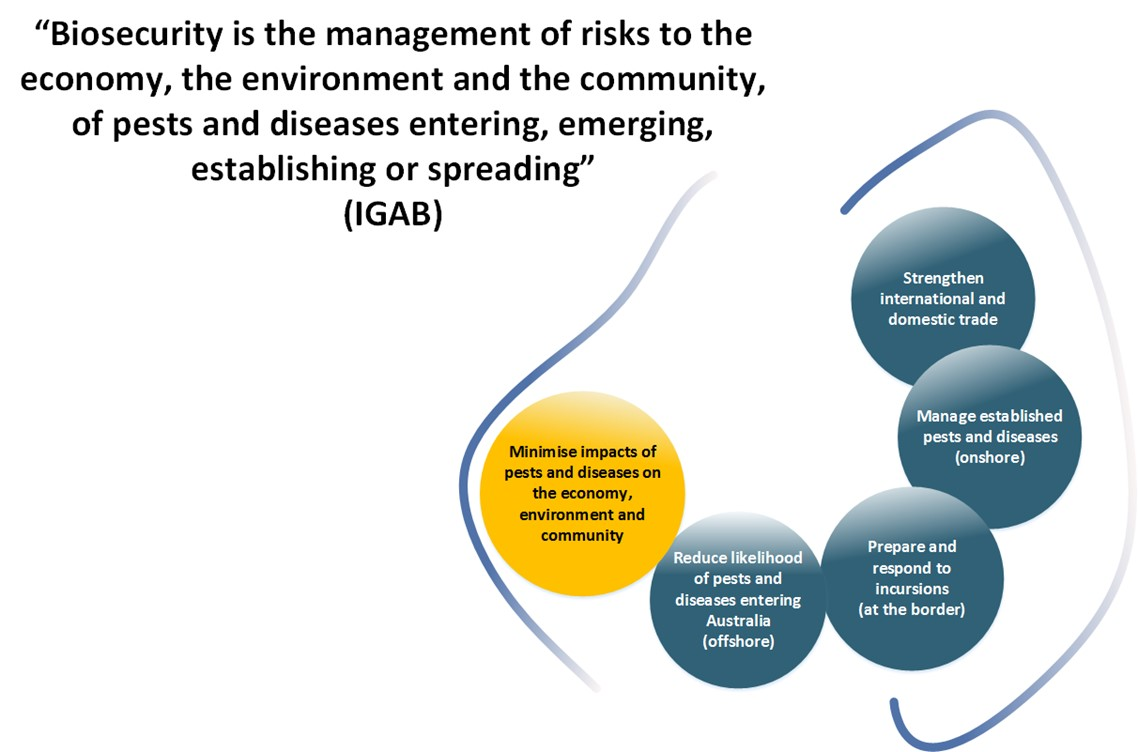 “Biosecurity is the management of risks to the
economy, the environment and the community,
of pests and diseases entering, emerging,
establishing or spreading”
(IGAB)
Strengthen
international and
domestic trade
Manage established
pests and diseases
(onshore)
Prepare and
respond to
incursions
(at the border)
Reduce likelihood
of pests and
diseases entering
Australia
(offshore)
Minimise impacts of
pests and diseases on
the economy,
environment and
community